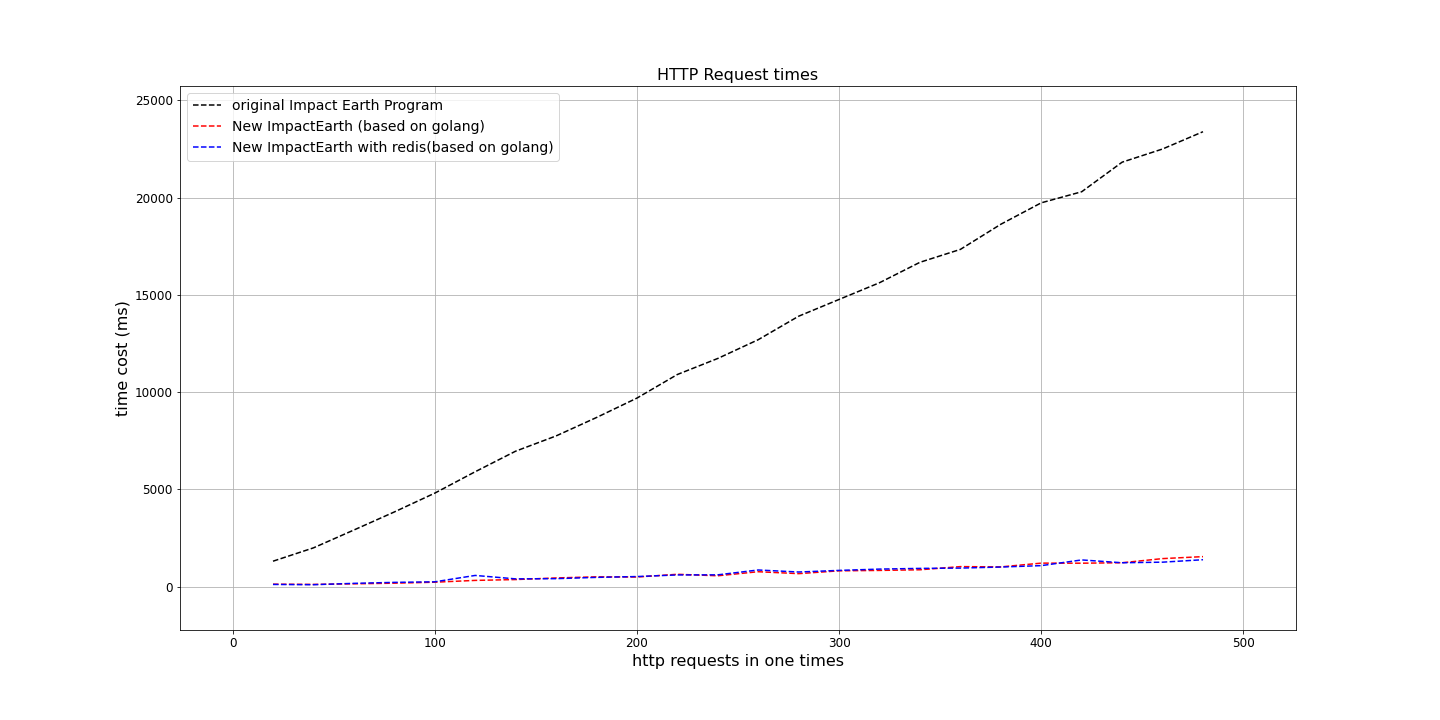 HTTP Request times
original Impact Earth Program
New ImpactEarth (based on golang)
New ImpactEarth with redis(based on golang)
time cost (ms)
25000
20000
15000
10000
5000
0
0 100 200 300 400 500
http requests in one times